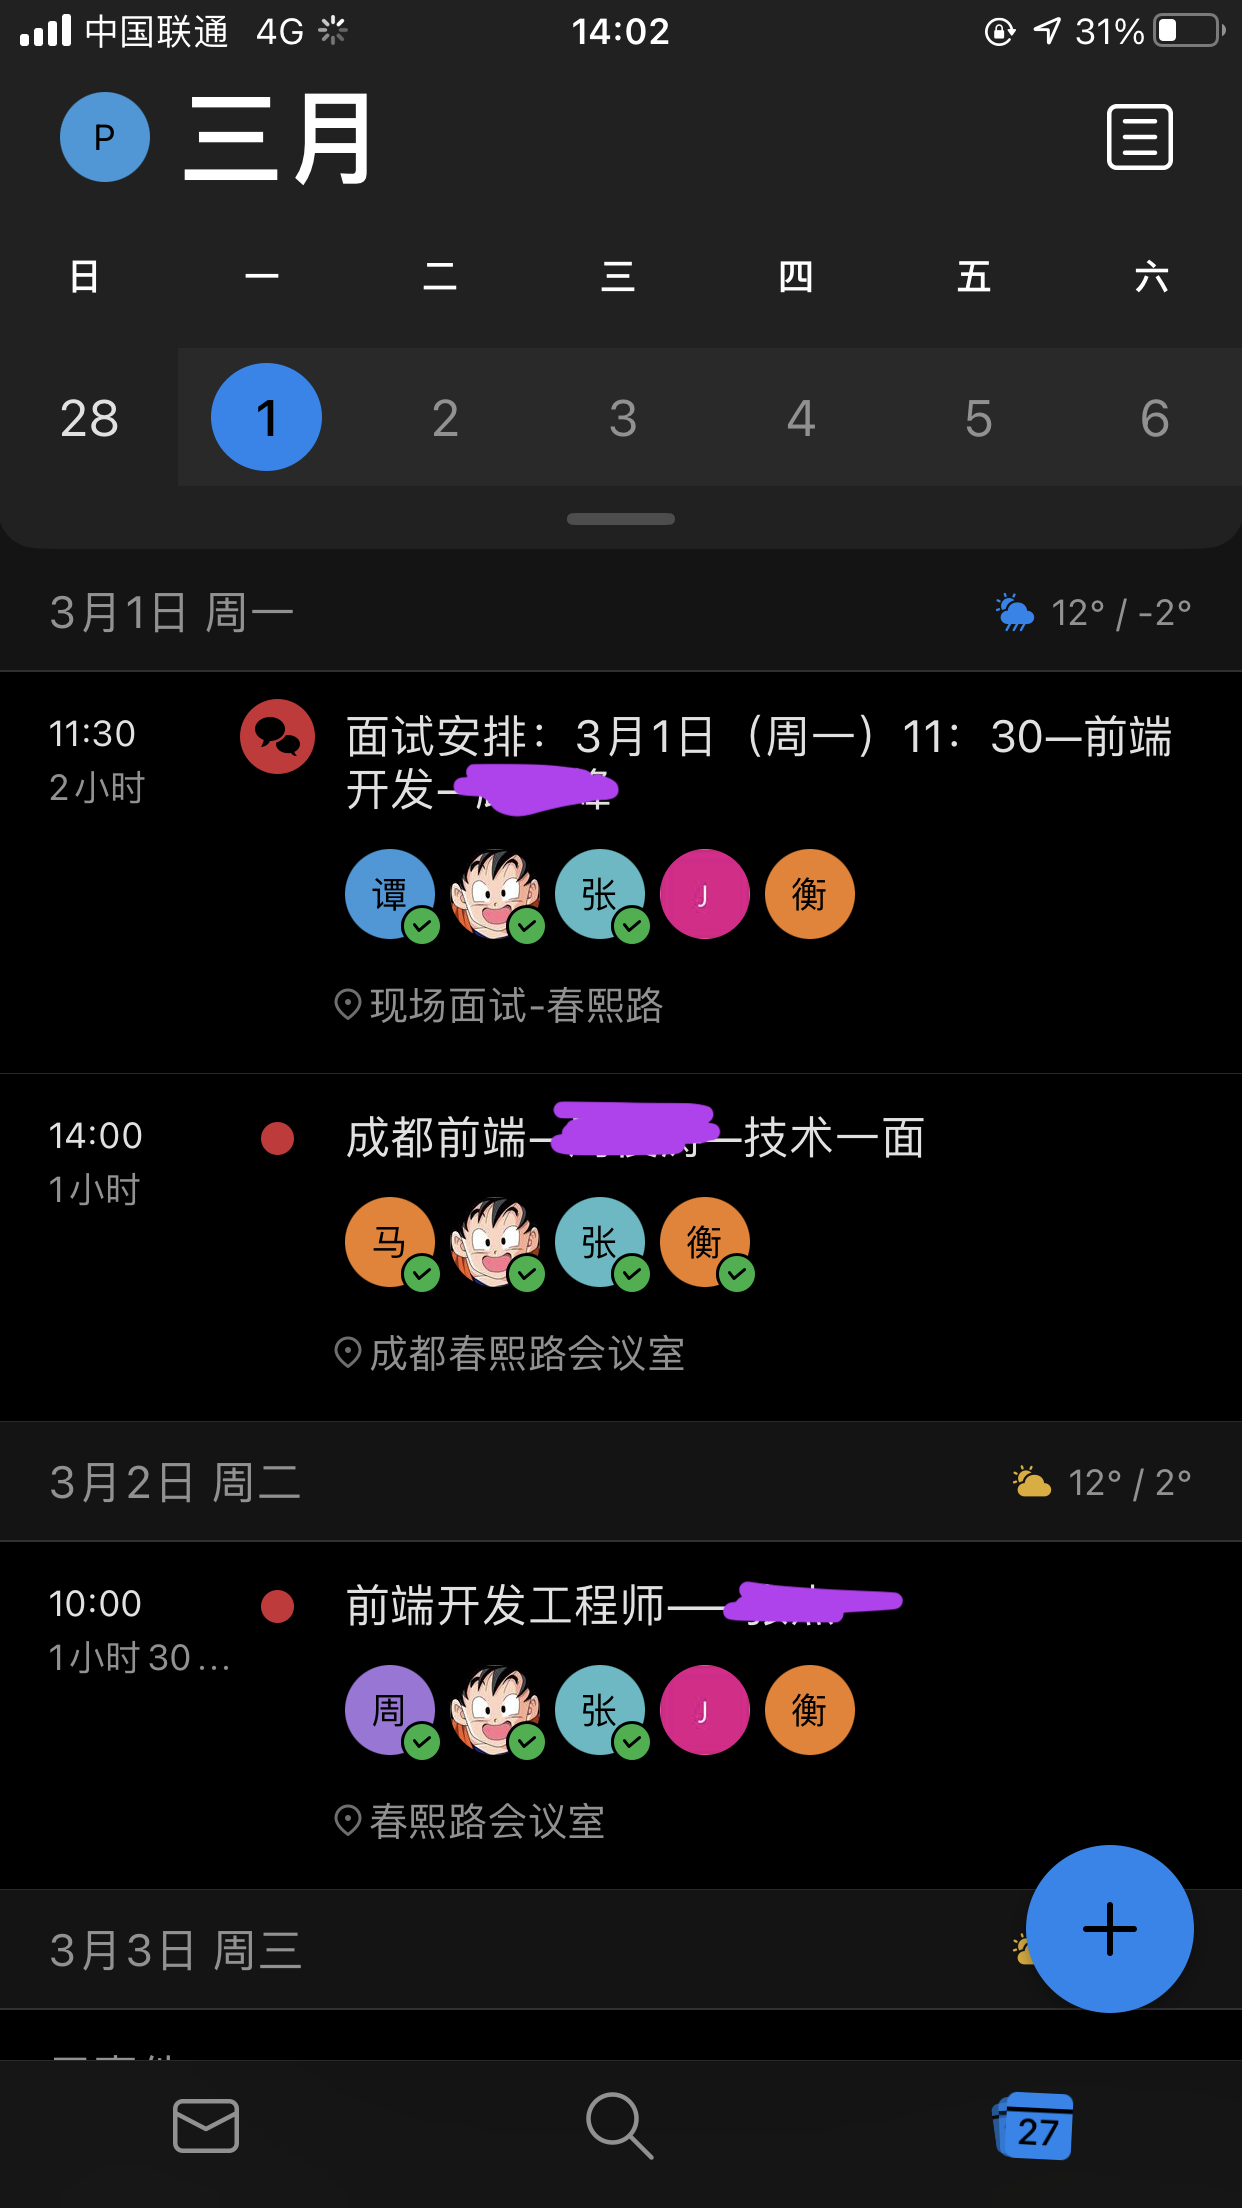 中国联通 4G 14:02 31%
P 三月
日 一 二 三 四 五 六
28 1 2 3 4 5 6
3月1日 周一 12° / -2°
11:30 面试安排：3月1日（周一）11：30—前端
2小时 开发—
谭 张 J 衡
现场面试-春熙路
14:00 成都前端— —技术一面
1小时
马 张 衡
成都春熙路会议室
3月2日 周二 12° / 2°
10:00 前端开发工程师——
1小时 30...
周 张 J 衡
春熙路会议室
3月3日 周三
27